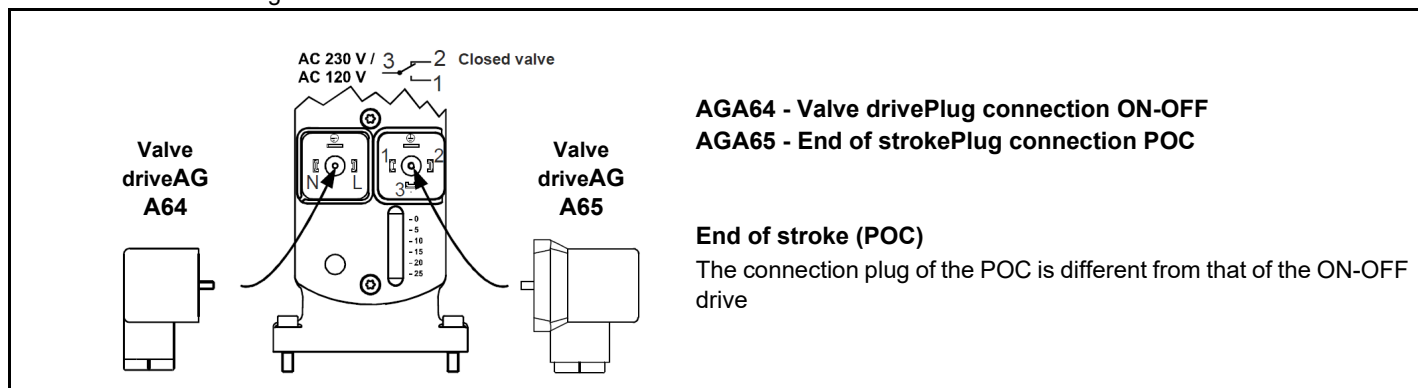 AC 230 V / 3 2 Closed valve
AC 120 V 1
Valve
driveAG
A64
N L
1 2
3
- 0
- 5
- 10
- 15
- 20
- 25
Valve
driveAG
A65
AGA64 - Valve drivePlug connection ON-OFF
AGA65 - End of strokePlug connection POC
End of stroke (POC)
The connection plug of the POC is different from that of the ON-OFF
drive